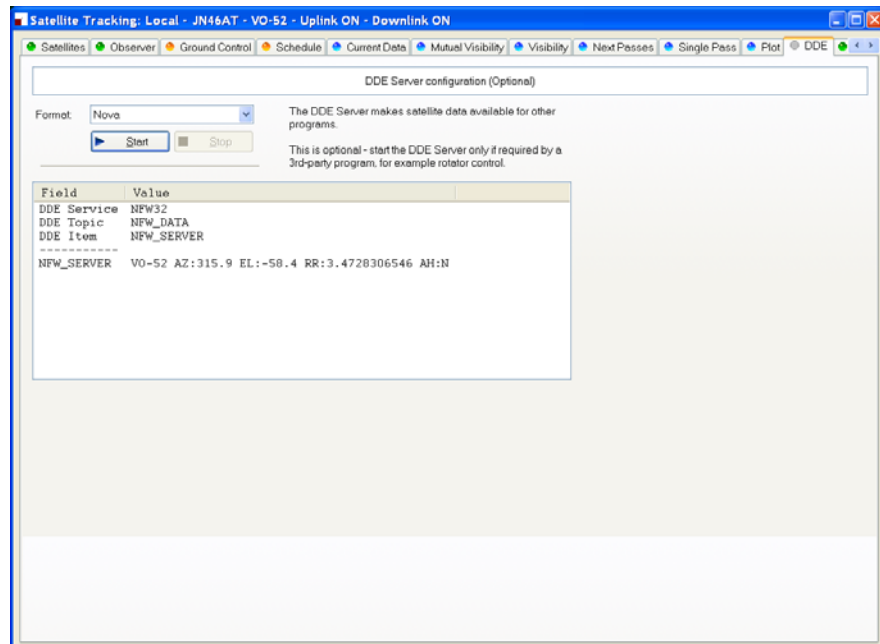 Satellite Tracking: Local - JN46AT - VO-52 - Uplink ON - Downlink ON
Satellites Observer Ground Control Schedule Current Data Mutual Visibility Visibility Next Passes Single Pass Plot DDE
DDE Server configuration (Optional)
Format: Nova
Start Stop
The DDE Server makes satellite data available for other
programs.
This is optional - start the DDE Server only if required by a
3rd-party program, for example rotator control.
Field Value
DDE Service NFW32
DDE Topic NFW_DATA
DDE Item NFW_SERVER
-----------
NFW_SERVER VO-52 AZ:315.9 EL:-58.4 RR:3.4728306546 AH:N